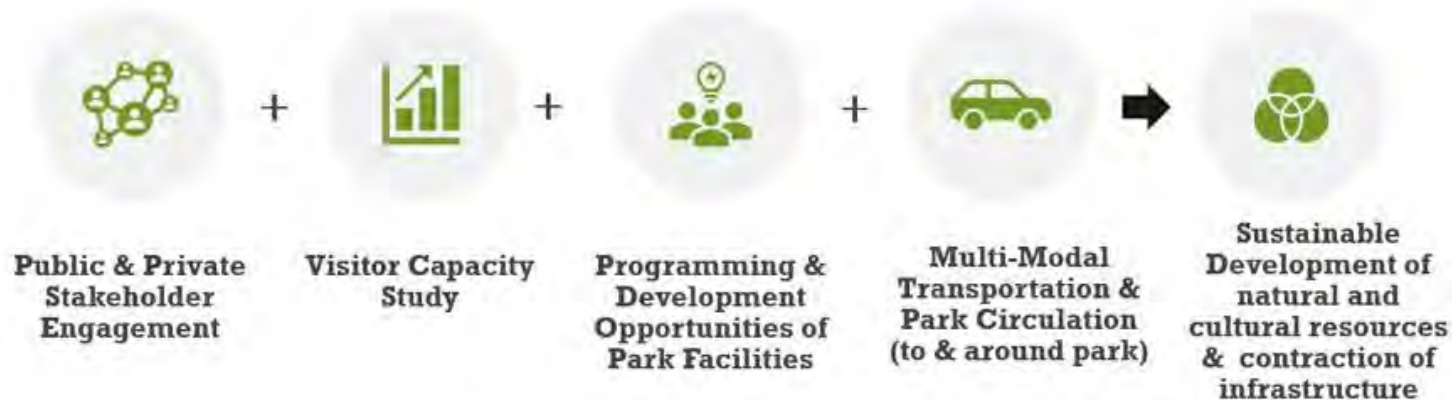 Public & Private
Stakeholder
Engagement
Visitor Capacity
Study
Programming &
Development
Opportunities of
Park Facilities
Multi-Modal
Transportation &
Park Circulation
(to & around park)
Sustainable
Development of
natural and
cultural resources
& contraction of
infrastructure